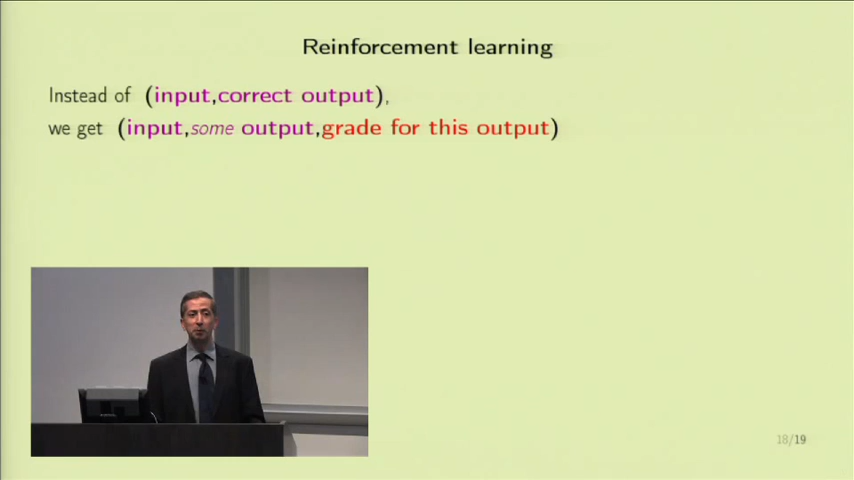 Reinforcement learning
Instead of (input,correct output),
we get (input,some output,grade for this output)
18/19